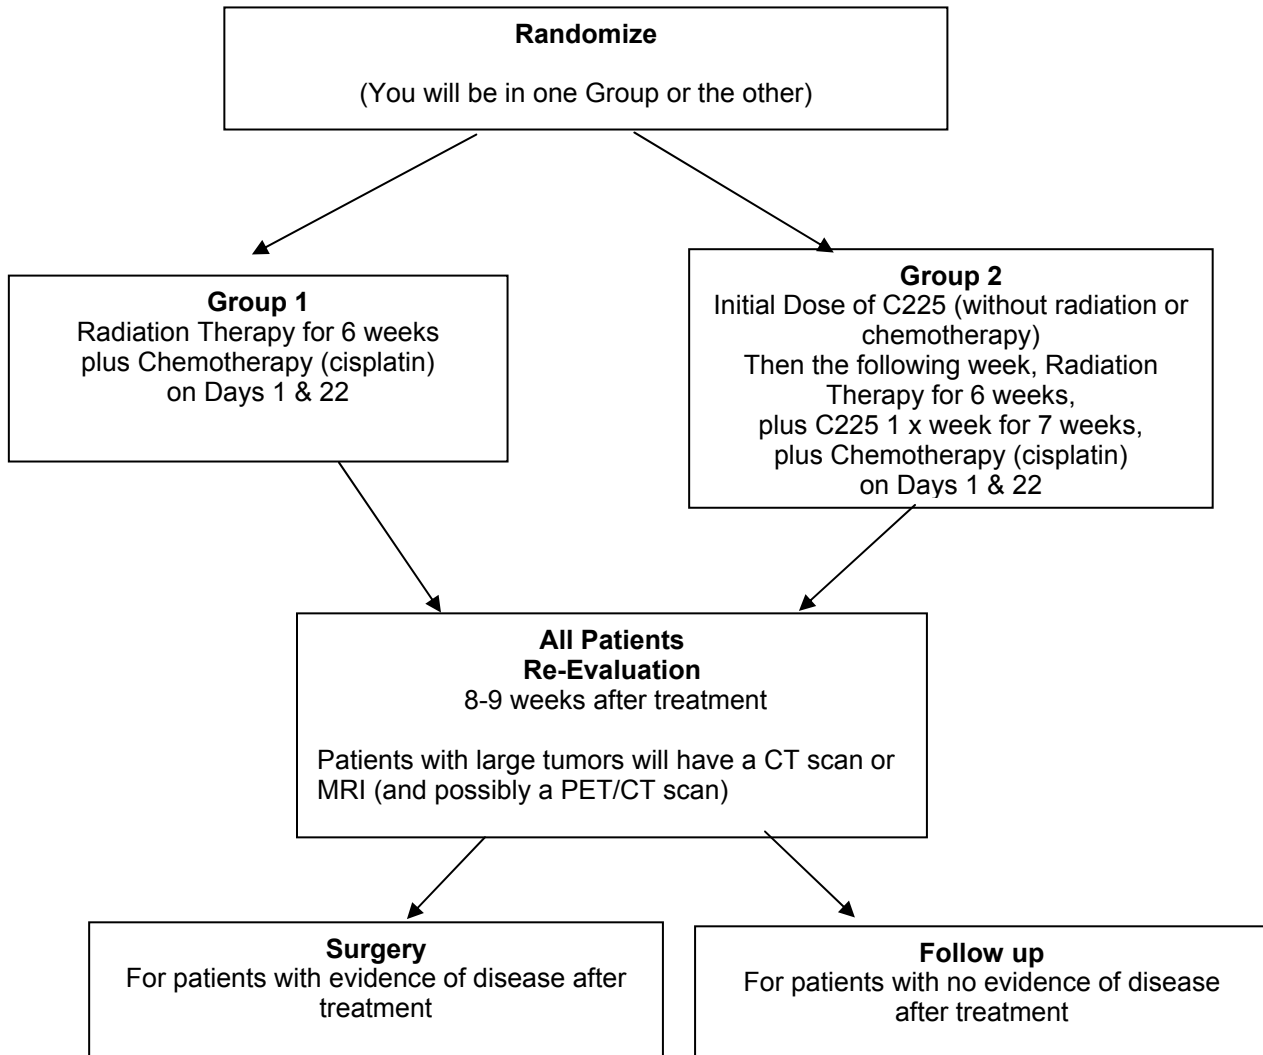 Randomize
(You will be in one Group or the other)
Group 1
Radiation Therapy for 6 weeks
plus Chemotherapy (cisplatin)
on Days 1 & 22
Group 2
Initial Dose of C225 (without radiation or
chemotherapy)
Then the following week, Radiation
Therapy for 6 weeks,
plus C225 1 x week for 7 weeks,
plus Chemotherapy (cisplatin)
on Days 1 & 22
All Patients
Re-Evaluation
8-9 weeks after treatment
Patients with large tumors will have a CT scan or
MRI (and possibly a PET/CT scan)
Surgery
For patients with evidence of disease after
treatment
Follow up
For patients with no evidence of disease
after treatment